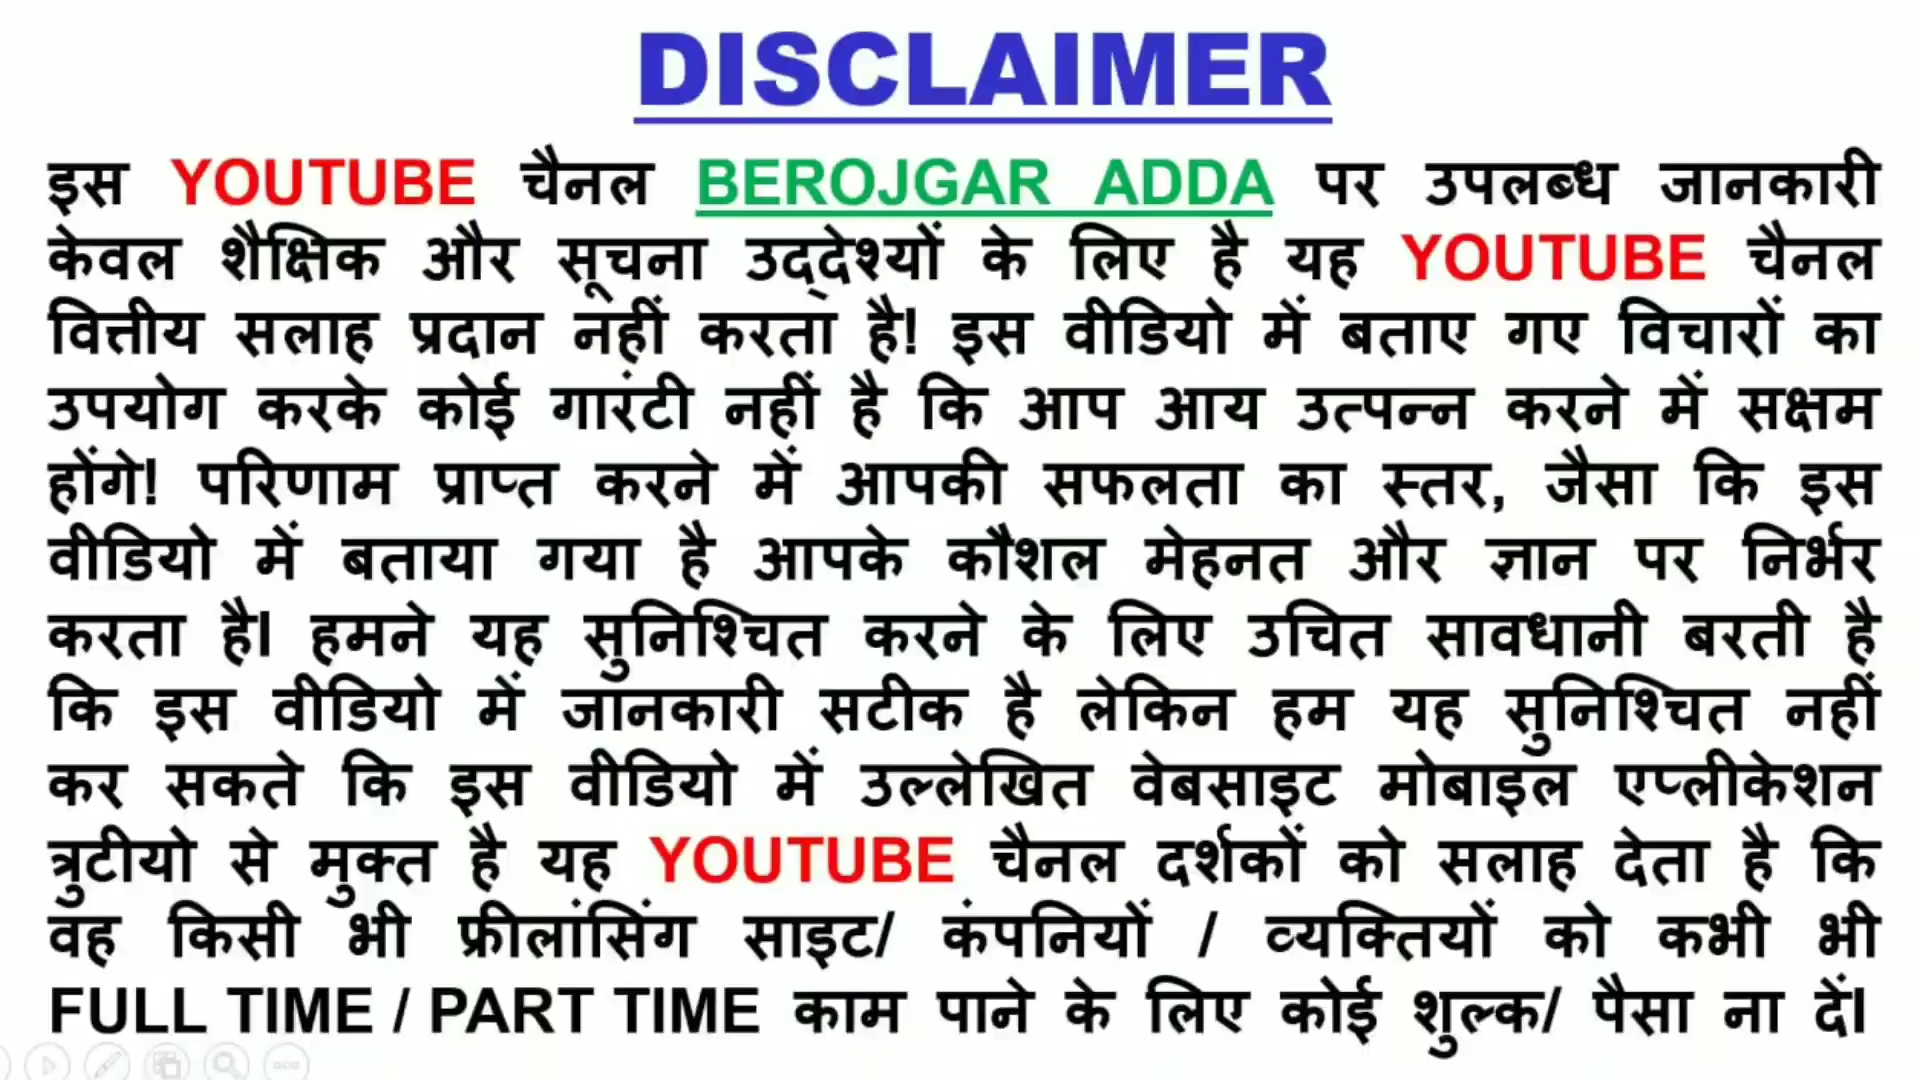 DISCLAIMER
इस YOUTUBE चैनल BEROJGAR ADDA पर उपलब्ध जानकारी
केवल शैक्षिक और सूचना उद्देश्यों के लिए है यह YOUTUBE चैनल
वित्तीय सलाह प्रदान नहीं करता है! इस वीडियो में बताए गए विचारों का
उपयोग करके कोई गारंटी नहीं है कि आप आय उत्पन्न करने में सक्षम
होंगे! परिणाम प्राप्त करने में आपकी सफलता का स्तर, जैसा कि इस
वीडियो में बताया गया है आपके कौशल मेहनत और ज्ञान पर निर्भर
करता है। हमने यह सुनिश्चित करने के लिए उचित सावधानी बरती है
कि इस वीडियो में जानकारी सटीक है लेकिन हम यह सुनिश्चित नहीं
कर सकते कि इस वीडियो में उल्लेखित वेबसाइट मोबाइल एप्लीकेशन
त्रुटीयो से मुक्त है यह YOUTUBE चैनल दर्शकों को सलाह देता है कि
वह किसी भी फ्रीलांसिंग साइट/ कंपनियों / व्यक्तियों को कभी भी
FULL TIME / PART TIME काम पाने के लिए कोई शुल्क/ पैसा ना दें।